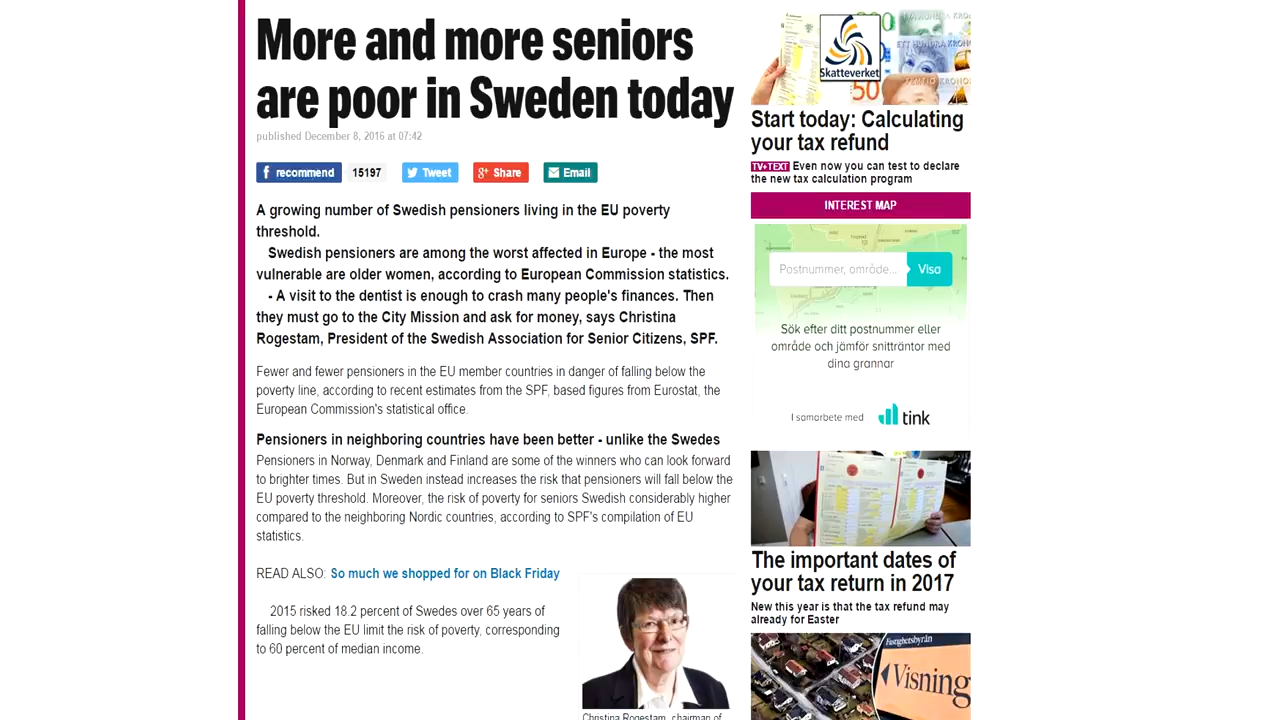 More and more seniors
are poor in Sweden today
published December 8, 2016 at 07:42
recommend 15197 Tweet Share Email
A growing number of Swedish pensioners living in the EU poverty
threshold.
Swedish pensioners are among the worst affected in Europe - the most
vulnerable are older women, according to European Commission statistics.
- A visit to the dentist is enough to crash many people's finances. Then
they must go to the City Mission and ask for money, says Christina
Rogestam, President of the Swedish Association for Senior Citizens, SPF.
Fewer and fewer pensioners in the EU member countries in danger of falling below the
poverty line, according to recent estimates from the SPF, based figures from Eurostat, the
European Commission's statistical office.
Pensioners in neighboring countries have been better - unlike the Swedes
Pensioners in Norway, Denmark and Finland are some of the winners who can look forward
to brighter times. But in Sweden instead increases the risk that pensioners will fall below the
EU poverty threshold. Moreover, the risk of poverty for seniors Swedish considerably higher
compared to the neighboring Nordic countries, according to SPF's compilation of EU
statistics.
READ ALSO: So much we shopped for on Black Friday
2015 risked 18.2 percent of Swedes over 65 years of
falling below the EU limit the risk of poverty, corresponding
to 60 percent of median income.
Christina Rogestam, chairman of
Skatteverket
ETT HUNDRA KRONOR
50
Start today: Calculating
your tax refund
TV+TEXT Even now you can test to declare
the new tax calculation program
INTEREST MAP
Postnummer, område... Visa
Sök efter ditt postnummer eller
område och jämför snitträntor med
dina grannar
I samarbete med tink
The important dates of
your tax return in 2017
New this year is that the tax refund may
already for Easter
Fastighetsbyrån
Visning